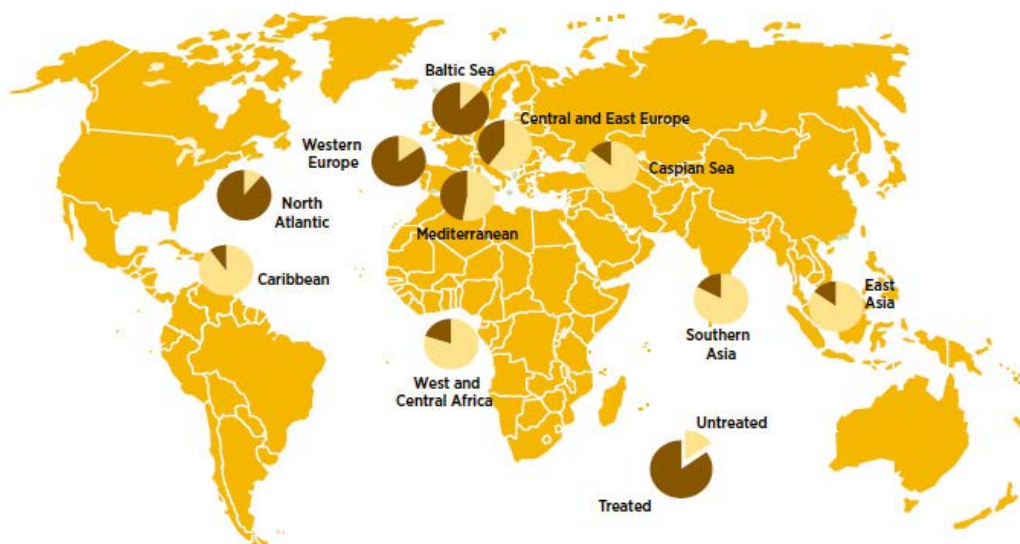 Baltic Sea
Central and East Europe
Western
Europe
Caspian Sea
North
Atlantic
Mediterranean
Caribbean
East
Asia
Southern
Asia
West and
Central Africa
Untreated
Treated